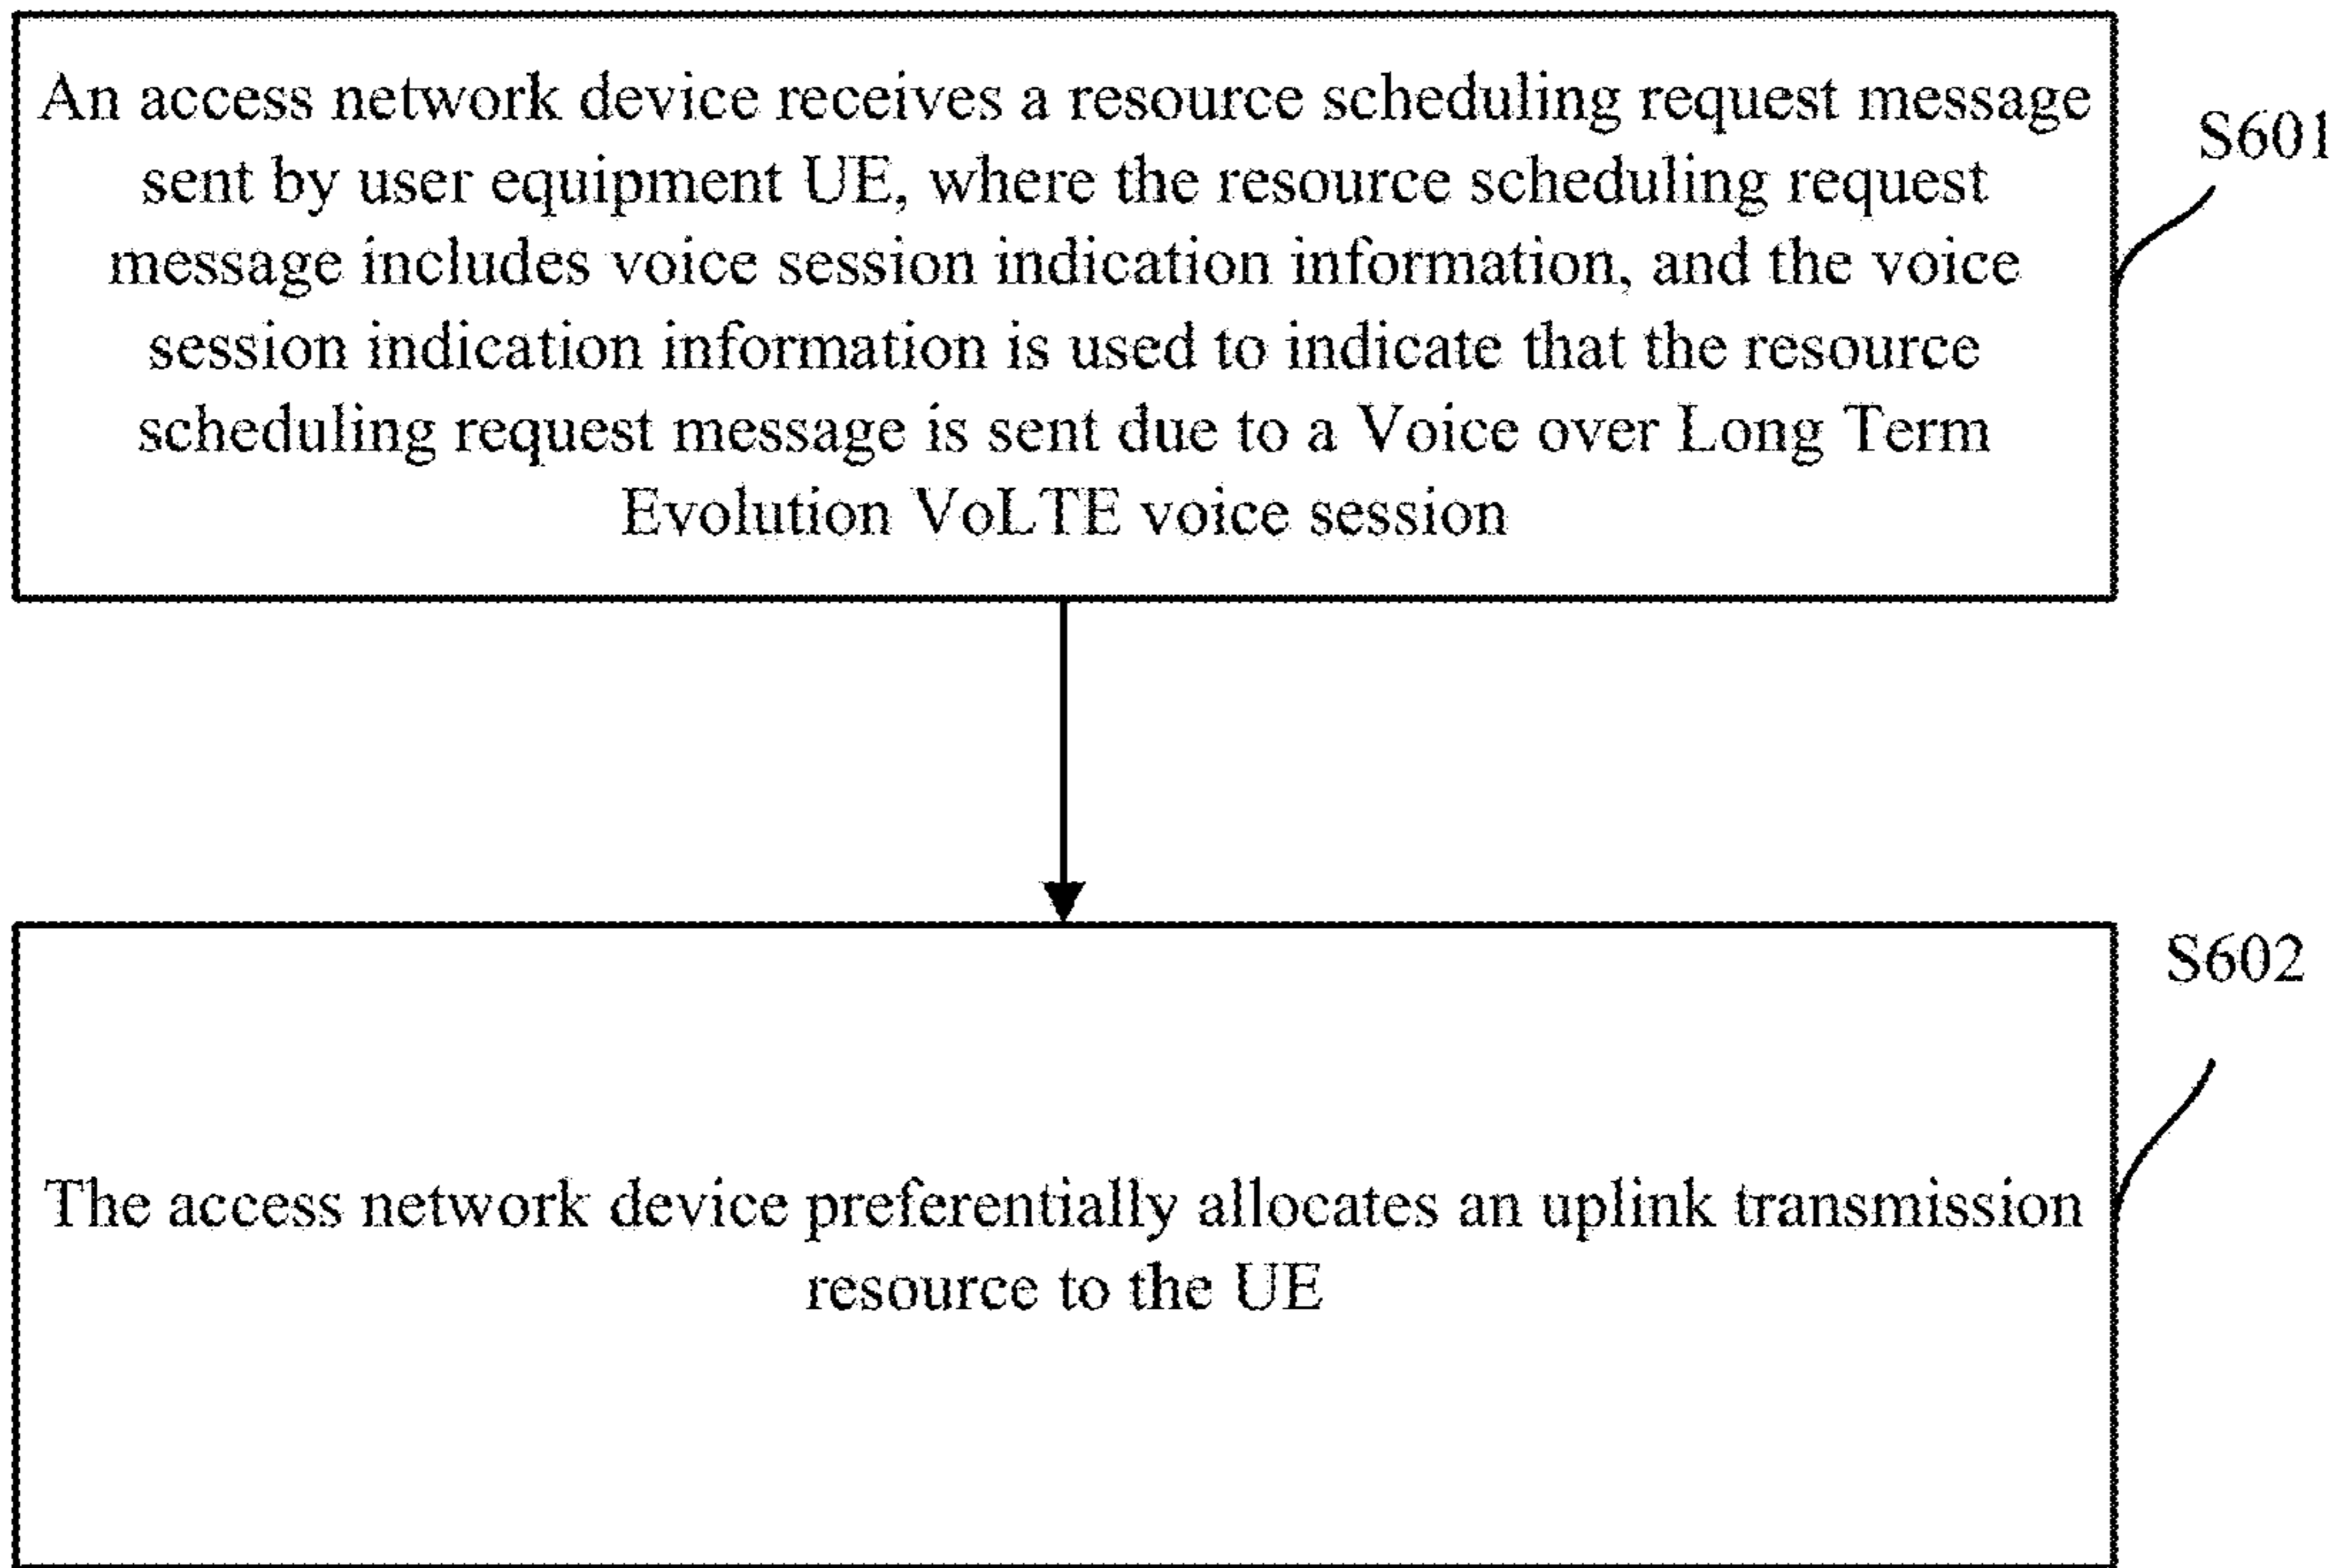 An access network device receives a resource scheduling request message
sent by user equipment UE, where the resource scheduling request
message includes voice session indication information, and the voice
session indication information is used to indicate that the resource
scheduling request message is sent due to a Voice over Long Term
Evolution VoLTE voice session
S601
The access network device preferentially allocates an uplink transmission
resource to the UE
S602